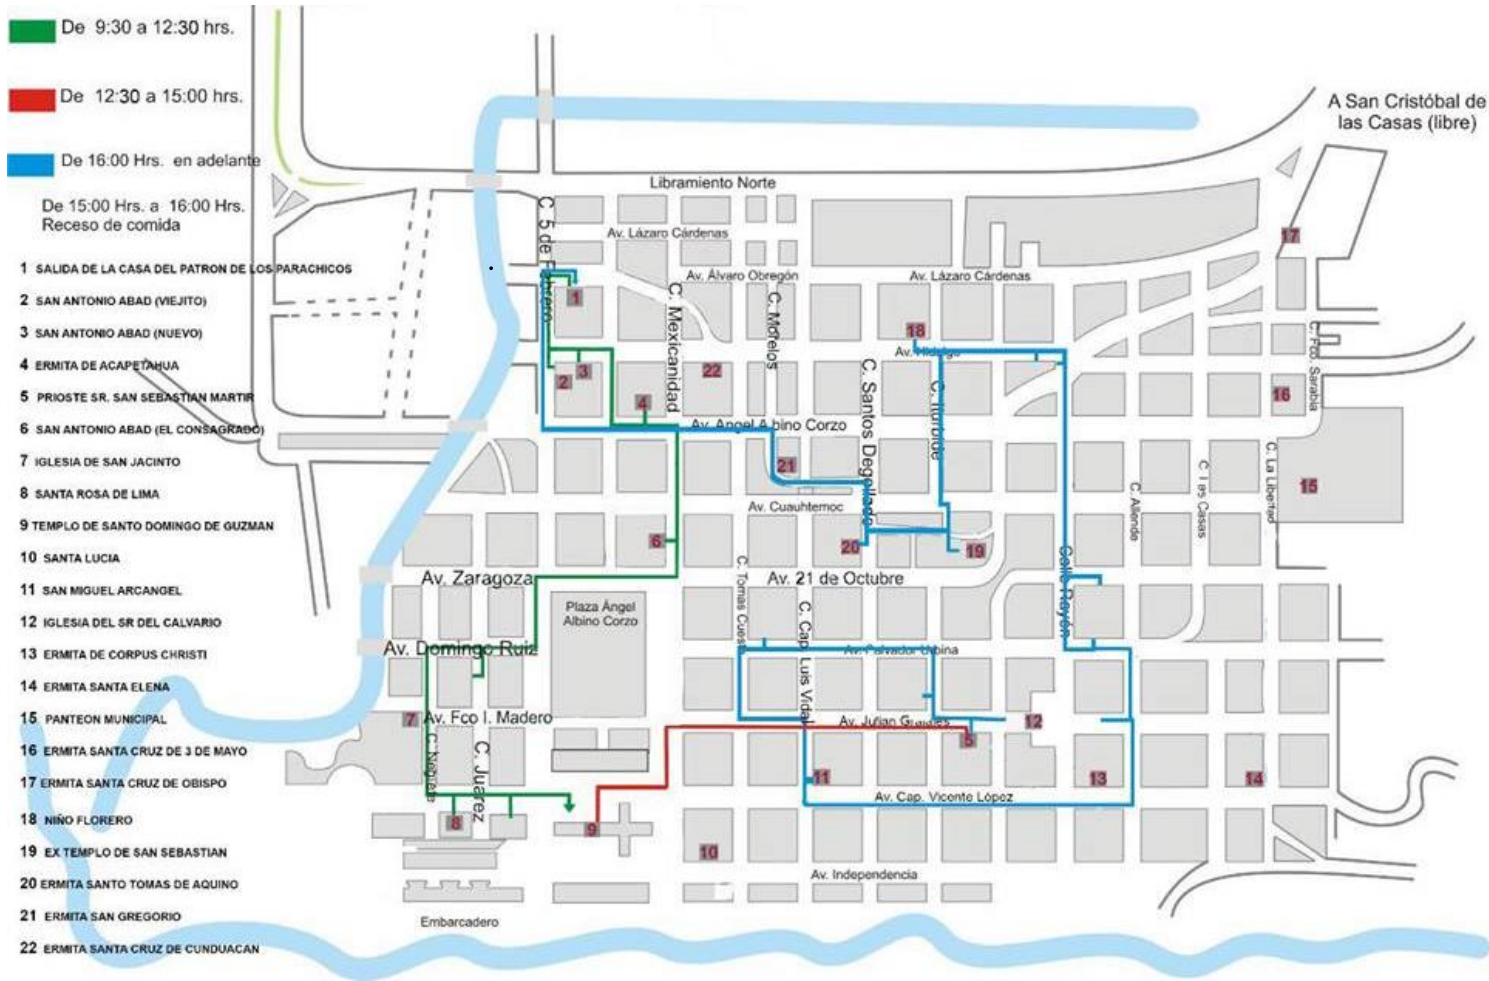 De 9:30 a 12:30 hrs.
De 12:30 a 15:00 hrs.
De 16:00 Hrs. en adelante
De 15:00 Hrs. a 16:00 Hrs.
Receso de comida
1 SALIDA DE LA CASA DEL PATRON DE LOS PARACHICOS
2 SAN ANTONIO ABAD (VIEJITO)
3 SAN ANTONIO ABAD (NUEVO)
4 ERMITA DE ACAPETAHUA
5 PRIOSTE SR. SAN SEBASTIAN MARTIR
6 SAN ANTONIO ABAD (EL CONSAGRADO)
7 IGLESIA DE SAN JACINTO
8 SANTA ROSA DE LIMA
9 TEMPLO DE SANTO DOMINGO DE GUZMAN
10 SANTA LUCIA
11 SAN MIGUEL ARCANGEL
12 IGLESIA DEL SR DEL CALVARIO
13 ERMITA DE CORPUS CHRISTI
14 ERMITA SANTA ELENA
15 PANTEON MUNICIPAL
16 ERMITA SANTA CRUZ DE 3 DE MAYO
17 ERMITA SANTA CRUZ DE OBISPO
18 NIÑO FLORERO
19 EX TEMPLO DE SAN SEBASTIAN
20 ERMITA SANTO TOMAS DE AQUINO
21 ERMITA SAN GREGORIO
22 ERMITA SANTA CRUZ DE CUNDUACAN
A San Cristóbal de
las Casas (libre)
Libramiento Norte
Av. Lázaro Cárdenas
Av. Álvaro Obregón
Av. Lázaro Cárdenas
C. 5 de Febrero
C. Mexicanidad
C. Morelos
C. Santos Degollado
C. Iturbide
C. Fco. Sarabia
Av. Hidalgo
Av. Angel Albino Corzo
Av. Cuauhtemoc
C. Allende
C. Las Casas
C. La Libertad
Av. Zaragoza
Av. 21 de Octubre
C. Tomas Cuesta
C. Cap. Luis Vidal
Calle Rayón
Plaza Ángel
Albino Corzo
Av. Domingo Ruiz
Av. Salvador Urbina
Av. Fco I. Madero
Av. Julian Grajales
C. Juarez
Av. Cap. Vicente López
Av. Independencia
Embarcadero
1
2
3
4
5
6
7
8
9
10
11
12
13
14
15
16
17
18
19
20
21
22